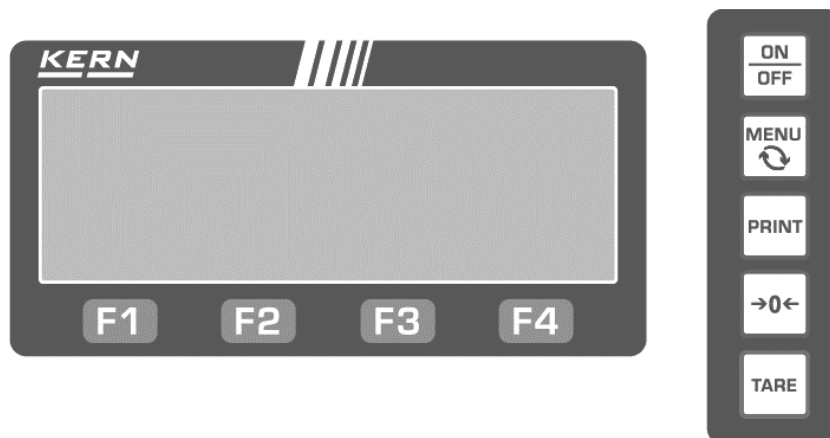 KERN
F1 F2 F3 F4
ON
OFF
MENU
PRINT
→0←
TARE